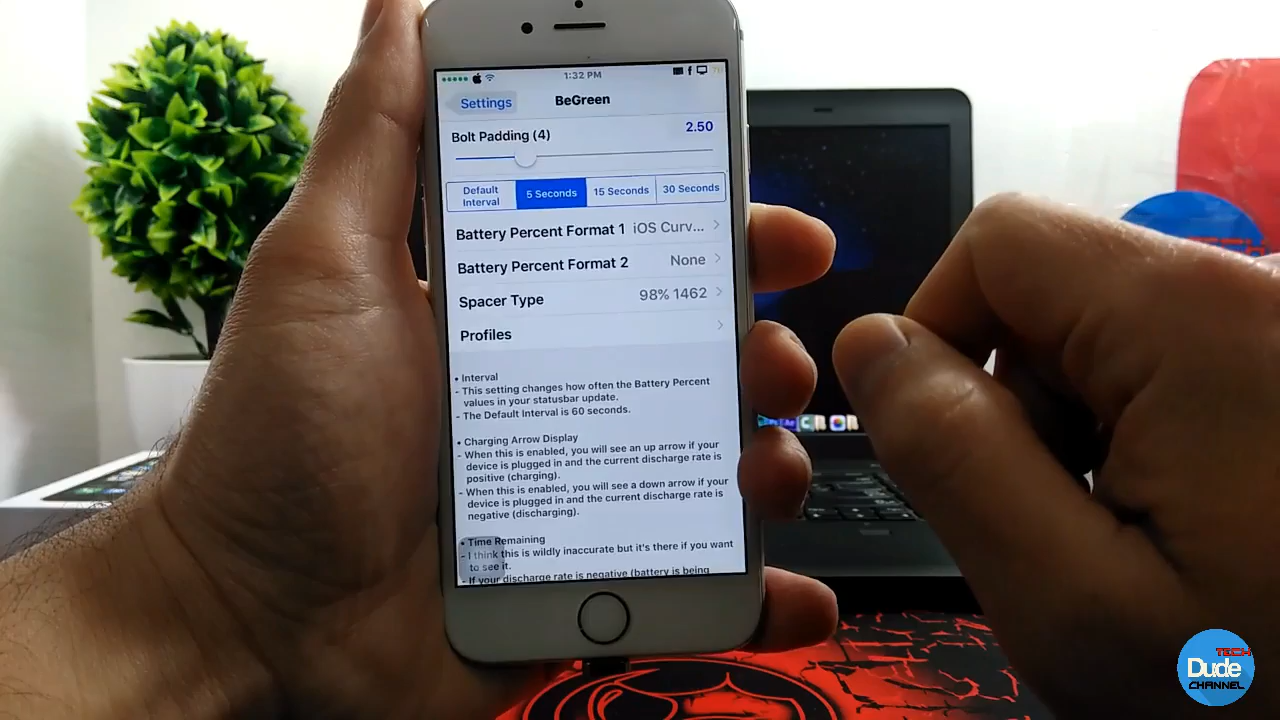 1:32 PM
Settings
BeGreen
Bolt Padding (4)
2.50
Default Interval
5 Seconds
15 Seconds
30 Seconds
Battery Percent Format 1 iOS Curv...
Battery Percent Format 2 None
Spacer Type 98% 1462
Profiles
• Interval
- This setting changes how often the Battery Percent
values in your statusbar update.
- The Default Interval is 60 seconds.
• Charging Arrow Display
- When this is enabled, you will see an up arrow if your
device is plugged in and the current discharge rate is
positive (charging).
- When this is enabled, you will see a down arrow if your
device is plugged in and the current discharge rate is
negative (discharging).
• Time Remaining
- I think this is wildly inaccurate but it's there if you want
to see it.
- If your discharge rate is negative (battery is being
TECH
Dude
CHANNEL